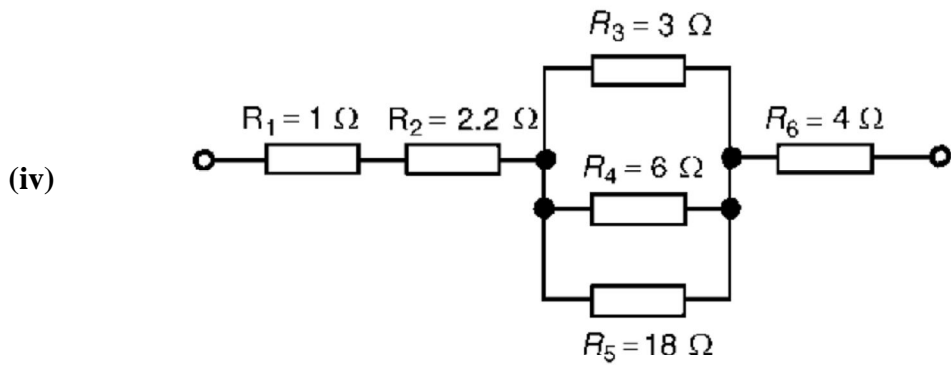 R₃ = 3 Ω
R₁ = 1 Ω R₂ = 2.2 Ω R₆ = 4 Ω
(iv)
R₄ = 6 Ω
R₅ = 18 Ω